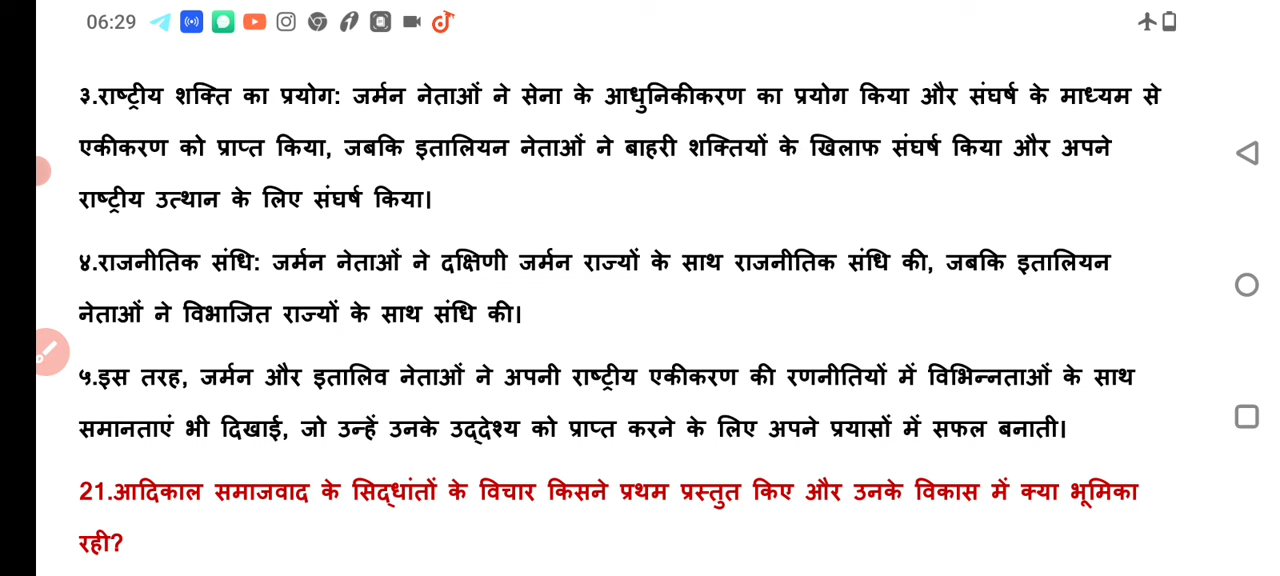 06:29
३.राष्ट्रीय शक्ति का प्रयोग: जर्मन नेताओं ने सेना के आधुनिकीकरण का प्रयोग किया और संघर्ष के माध्यम से
एकीकरण को प्राप्त किया, जबकि इतालियन नेताओं ने बाहरी शक्तियों के खिलाफ संघर्ष किया और अपने
राष्ट्रीय उत्थान के लिए संघर्ष किया।
४.राजनीतिक संधि: जर्मन नेताओं ने दक्षिणी जर्मन राज्यों के साथ राजनीतिक संधि की, जबकि इतालियन
नेताओं ने विभाजित राज्यों के साथ संधि की।
५.इस तरह, जर्मन और इतालिव नेताओं ने अपनी राष्ट्रीय एकीकरण की रणनीतियों में विभिन्नताओं के साथ
समानताएं भी दिखाई, जो उन्हें उनके उद्देश्य को प्राप्त करने के लिए अपने प्रयासों में सफल बनाती।
21.आदिकाल समाजवाद के सिद्धांतों के विचार किसने प्रथम प्रस्तुत किए और उनके विकास में क्या भूमिका
रही?